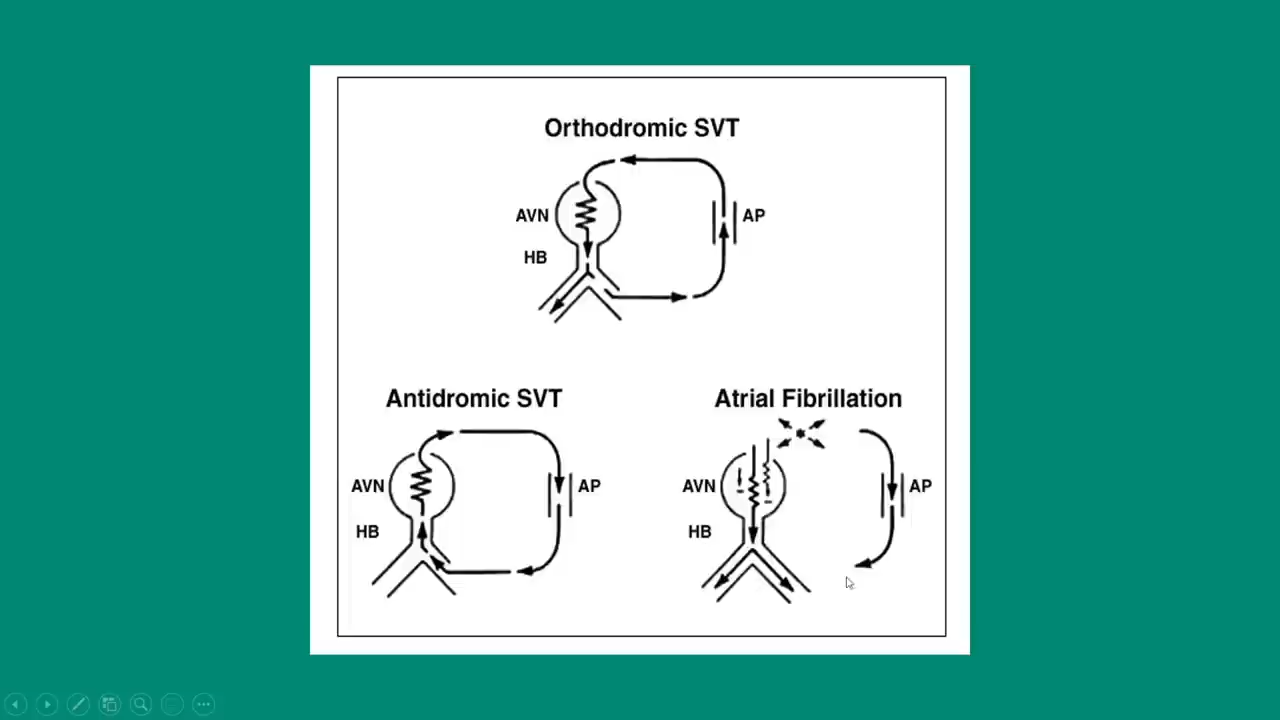 Orthodromic SVT
AVN
AP
HB
Antidromic SVT
AVN
AP
HB
Atrial Fibrillation
AVN
AP
HB